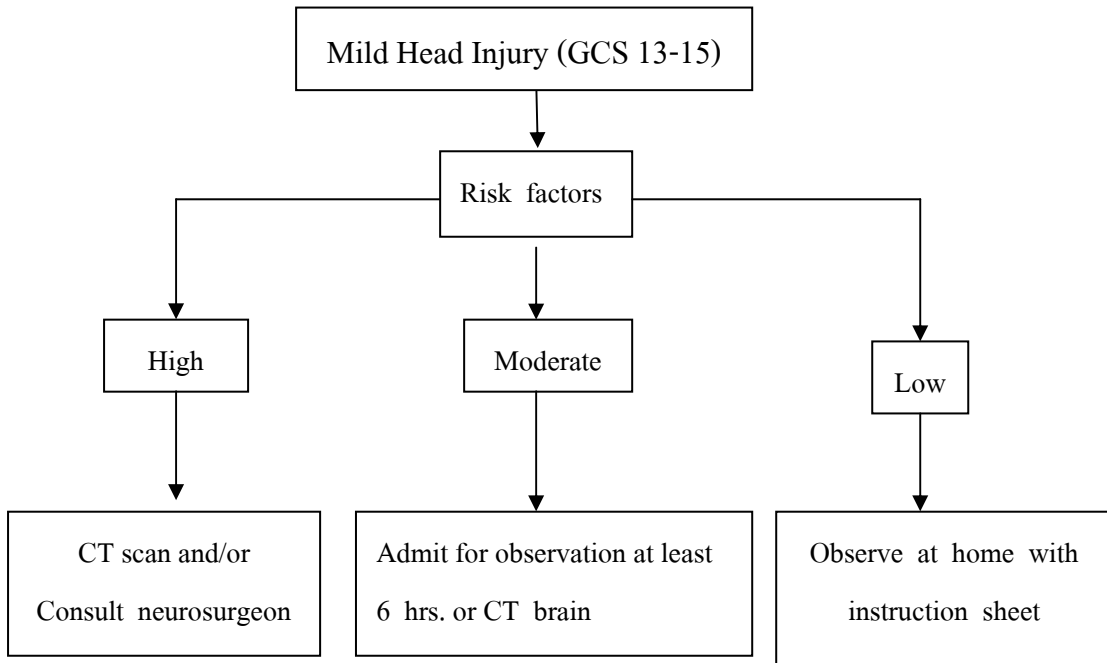 Mild Head Injury (GCS 13-15)
Risk factors
High
Moderate
Low
CT scan and/or
Consult neurosurgeon
Admit for observation at least
6 hrs. or CT brain
Observe at home with
instruction sheet